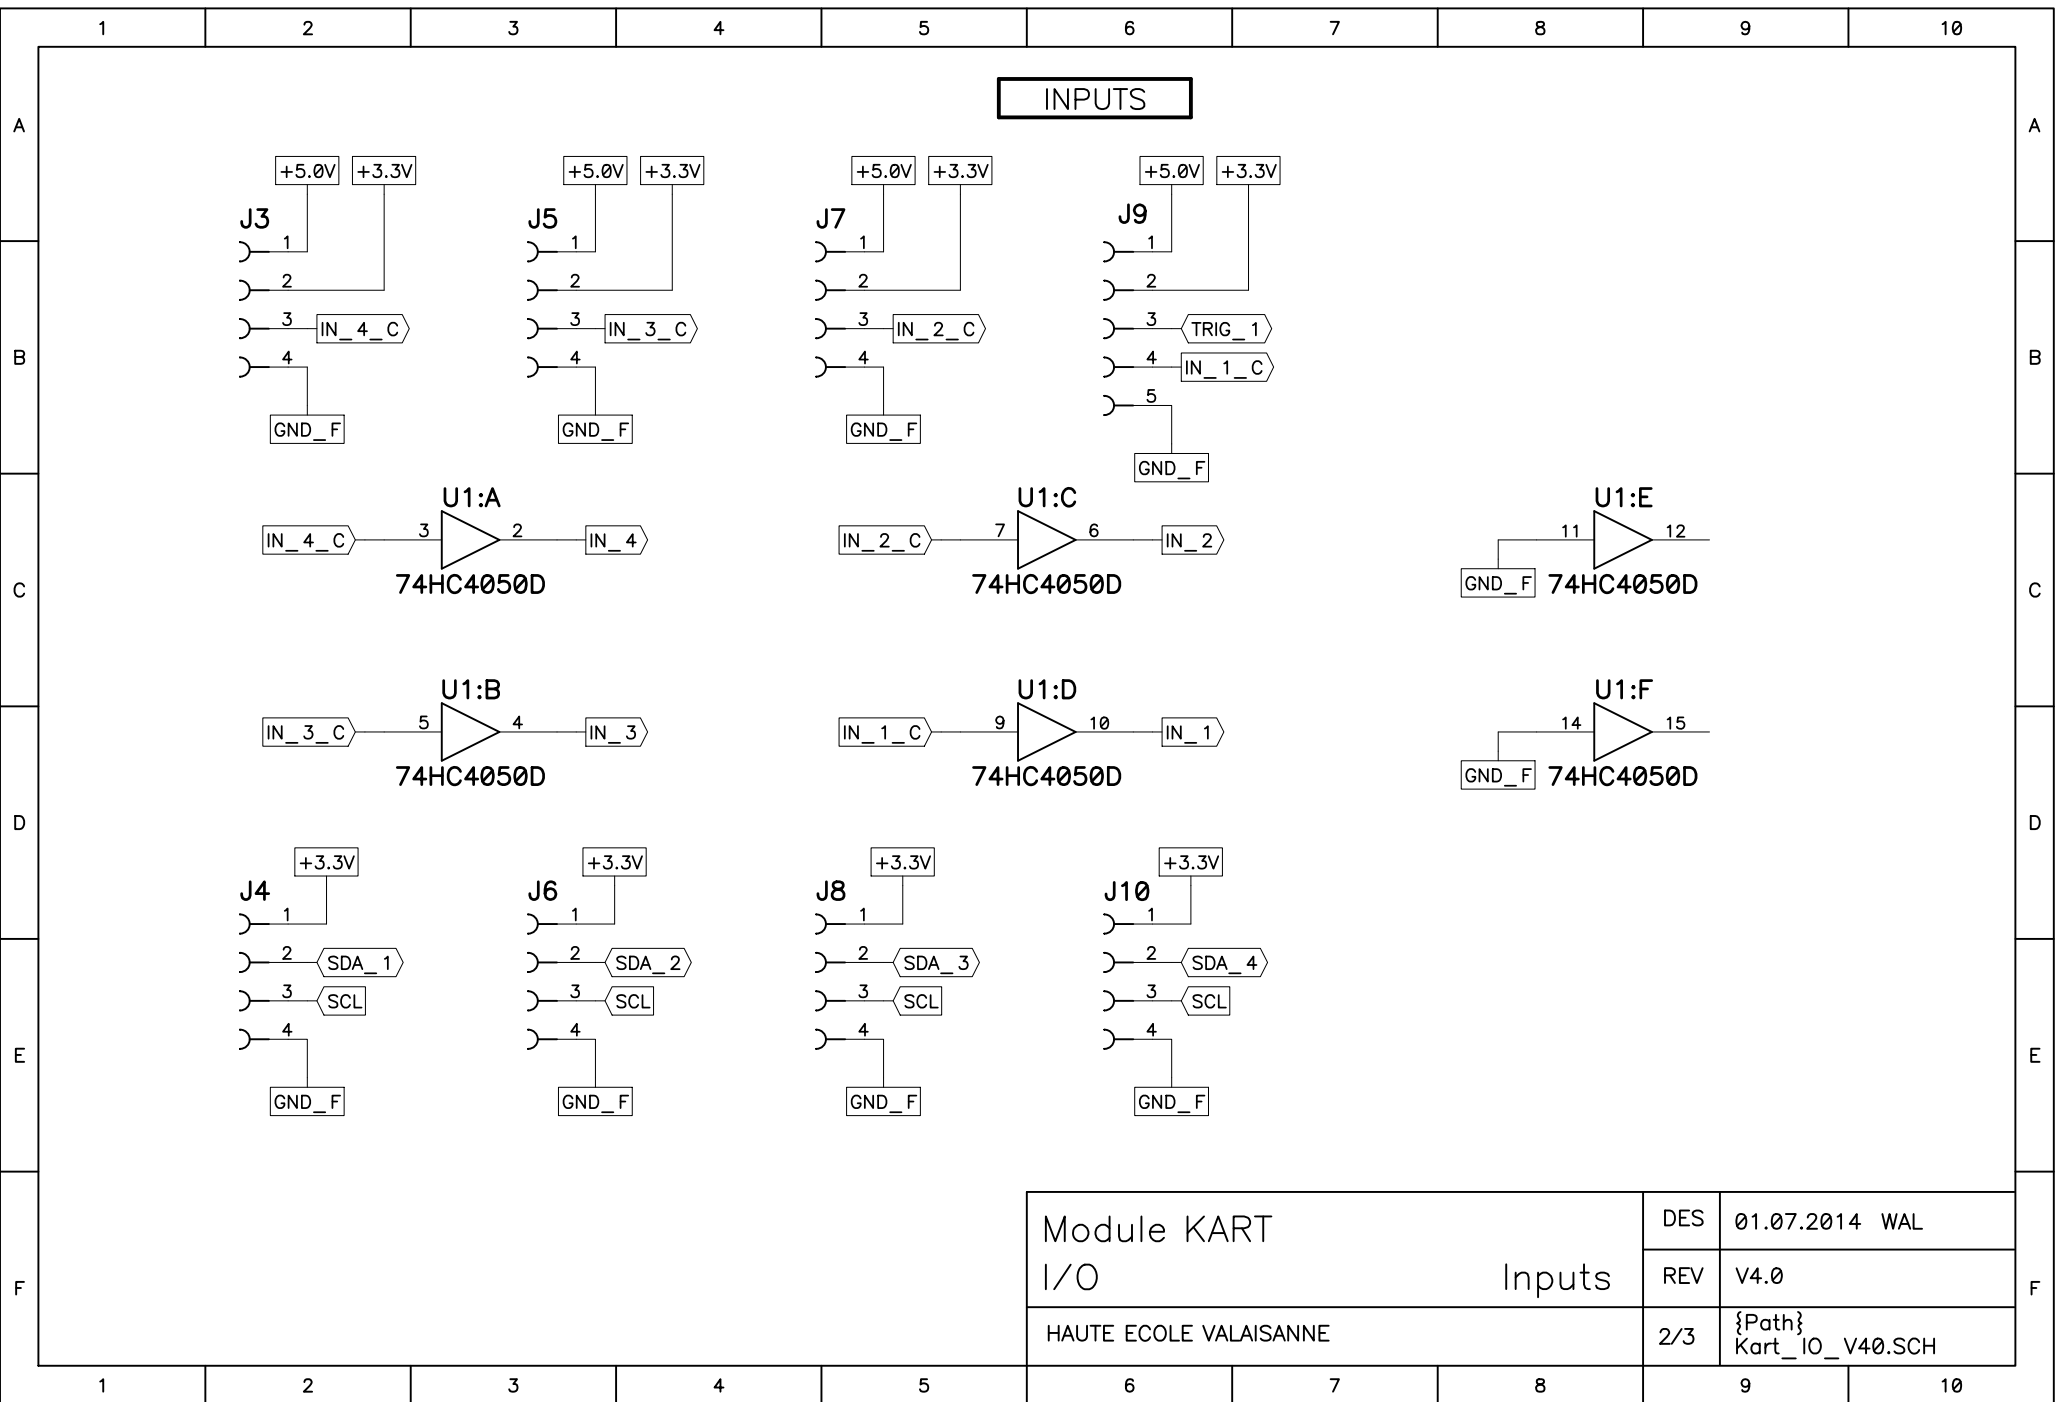 1 2 3 4 5 6 7 8 9 10
INPUTS
A A
+5.0V +3.3V +5.0V +3.3V +5.0V +3.3V +5.0V +3.3V
J3 J5 J7 J9
1 1 1 1
2 2 2 2
3 IN_4_C 3 IN_3_C 3 IN_2_C 3 TRIG_1
B 4 4 4 4 IN_1_C B
5
GND_F GND_F GND_F
GND_F
U1:A U1:C U1:E
IN_4_C 3 2 IN_4 IN_2_C 7 6 IN_2 11 12
C 74HC4050D 74HC4050D GND_F 74HC4050D C
U1:B U1:D U1:F
IN_3_C 5 4 IN_3 IN_1_C 9 10 IN_1 14 15
74HC4050D 74HC4050D GND_F 74HC4050D
D D
+3.3V +3.3V +3.3V +3.3V
J4 J6 J8 J10
1 1 1 1
2 SDA_1 2 SDA_2 2 SDA_3 2 SDA_4
3 SCL 3 SCL 3 SCL 3 SCL
4 4 4 4
E E
GND_F GND_F GND_F GND_F
Module KART DES 01.07.2014 WAL
F I/O Inputs REV V4.0 F
HAUTE ECOLE VALAISANNE 2/3 {Path}
Kart_IO_V40.SCH
1 2 3 4 5 6 7 8 9 10